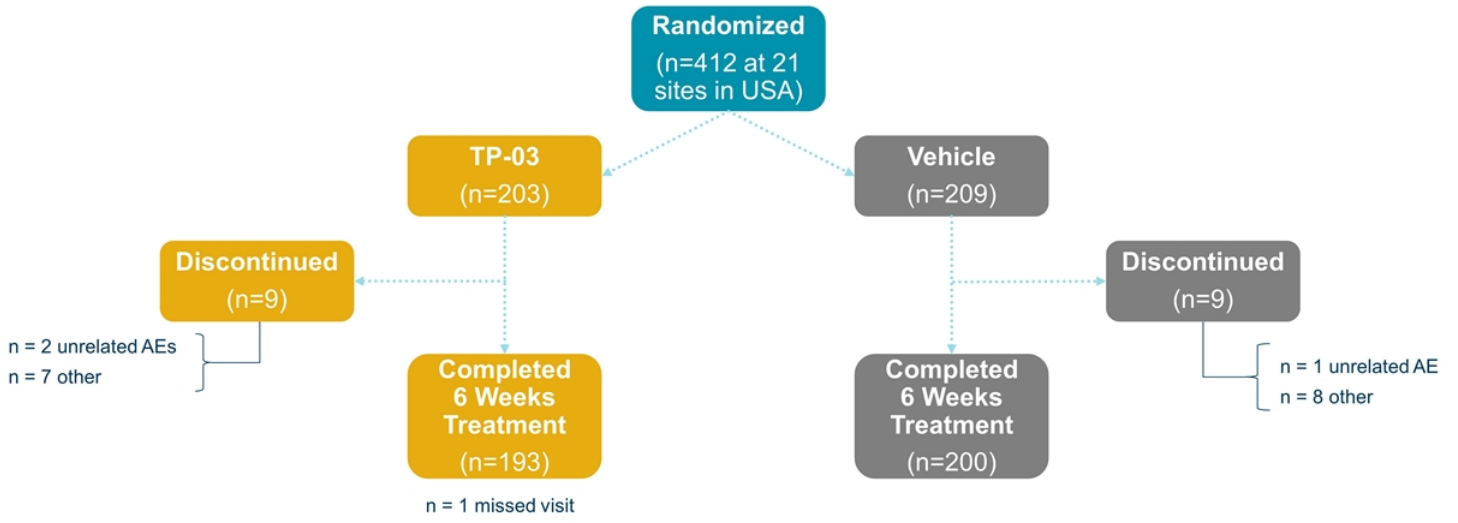 Randomized
(n=412 at 21
sites in USA)
TP-03
(n=203)
Vehicle
(n=209)
Discontinued
(n=9)
Discontinued
(n=9)
n = 2 unrelated AEs
n = 7 other
Completed
6 Weeks
Treatment
(n=193)
Completed
6 Weeks
Treatment
(n=200)
n = 1 unrelated AE
n = 8 other
n = 1 missed visit